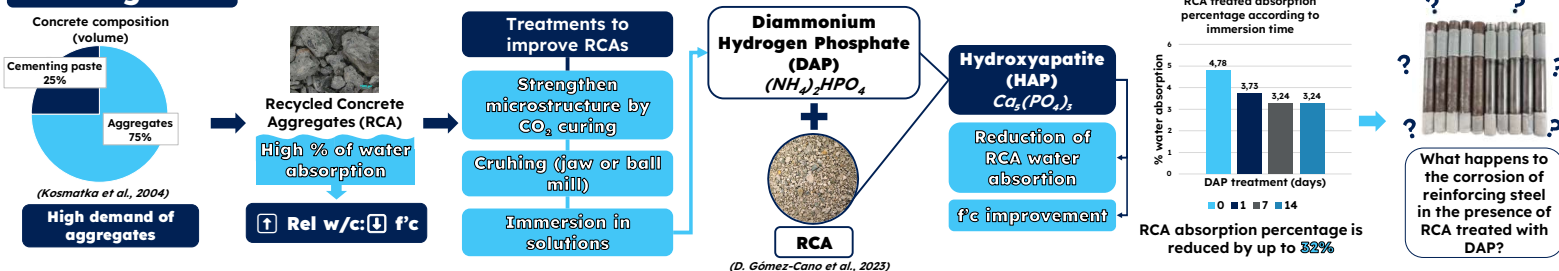 Concrete composition
(volume)
Cementing paste
25%
Aggregates
75%
(Kosmatka et al., 2004)
High demand of
aggregates
Recycled Concrete
Aggregates (RCA)
High % of water
absorption
↑ Rel w/c:↓ f'c
Treatments to
improve RCAs
Strengthen
microstructure by
CO₂ curing
Cruhing (jaw or ball
mill)
Immersion in
solutions
Diammonium
Hydrogen Phosphate
(DAP)
(NH₄)₂HPO₄
+
RCA
(D. Gómez-Cano et al., 2023)
Hydroxyapatite
(HAP)
Ca₅(PO₄)₃
Reduction of
RCA water
absortion
f'c improvement
RCA treated absorption
percentage according to
immersion time
% water absorption
6
5
4
3
2
1
0
4,78
3,73
3,24
3,24
DAP treatment (days)
0 1 7 14
RCA absorption percentage is
reduced by up to 32%
? ? ? ? ? ?
What happens to
the corrosion of
reinforcing steel
in the presence of
RCA treated with
DAP?